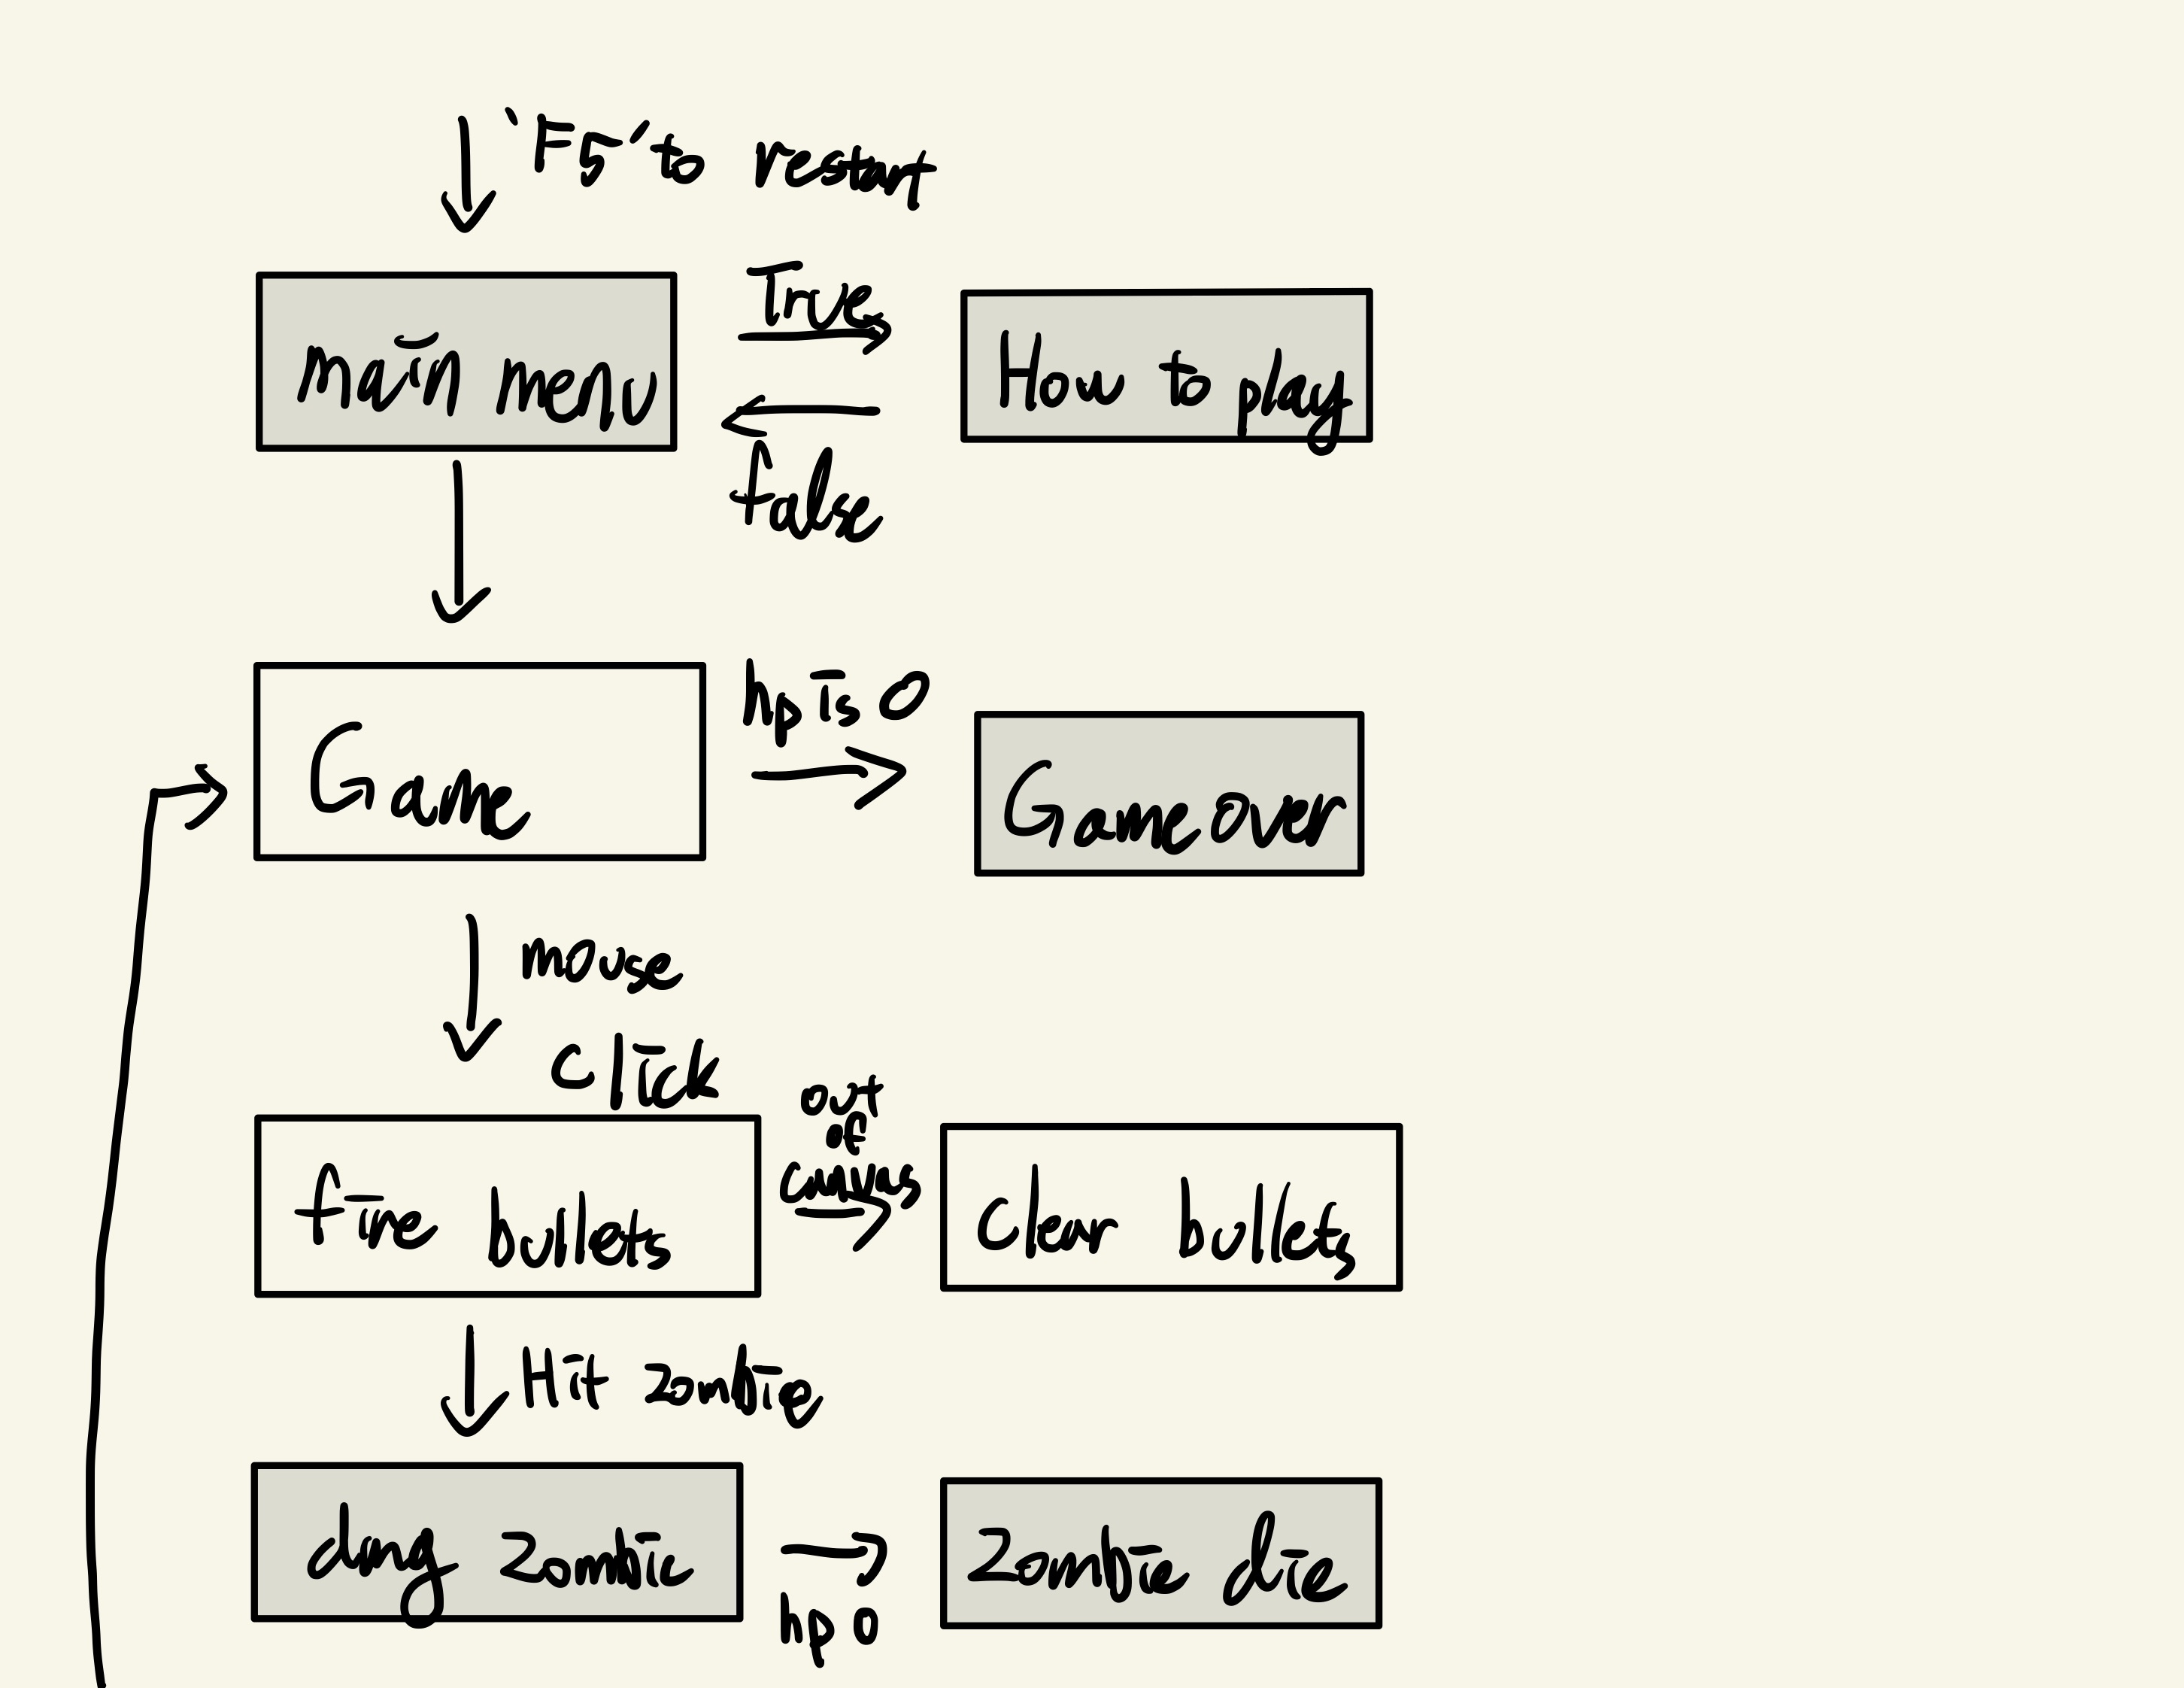 'F5' to restart
True
main menu
How to play
false
hp is 0
Game
Game over
mouse
click
out
of
canvas
fire bullets
clear bullets
Hit zombie
dmg zombie
zombie die
hp 0